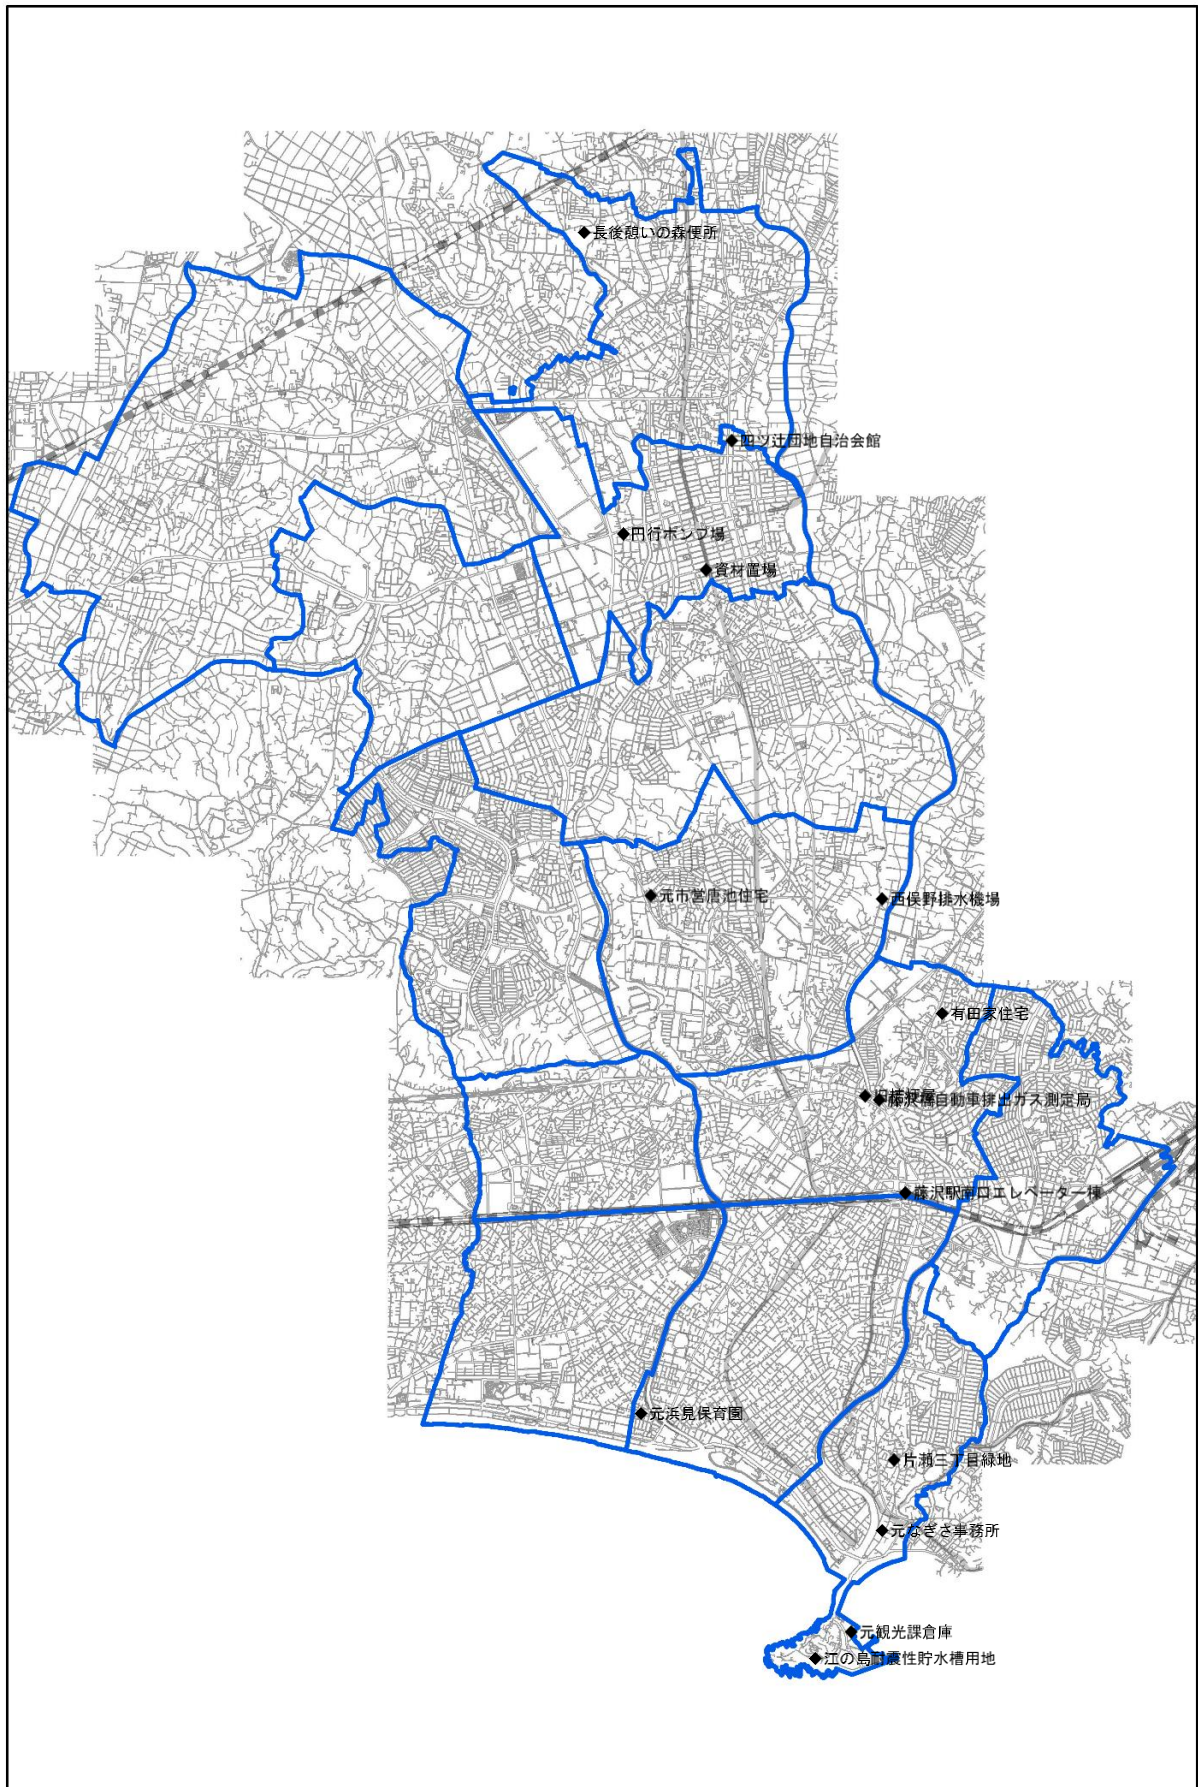 ◆長後憩いの森便所
◆四ツ辻団地自治会館
◆円行ポンプ場
◆資材置場
◆元市営唐池住宅
◆西俣野排水機場
◆有田家住宅
◆藤沢橋自動車排出ガス測定局
◆藤沢駅南口エレベーター棟
◆元浜見保育園
◆片瀬三丁目緑地
◆元なぎさ事務所
◆元観光課倉庫
◆江の島耐震性貯水槽用地